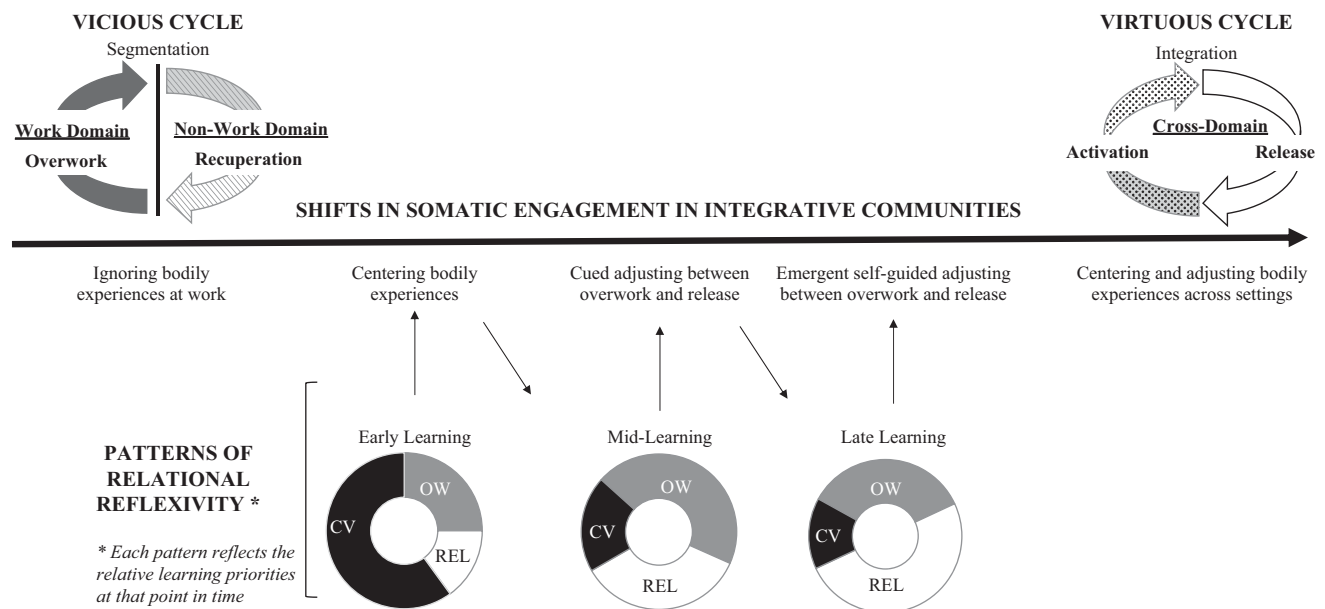 VICIOUS CYCLE
Segmentation
Work Domain
Overwork
Non-Work Domain
Recuperation
VIRTUOUS CYCLE
Integration
Cross-Domain
Activation
Release
SHIFTS IN SOMATIC ENGAGEMENT IN INTEGRATIVE COMMUNITIES
Ignoring bodily
experiences at work
Centering bodily
experiences
Cued adjusting between
overwork and release
Emergent self-guided adjusting
between overwork and release
Centering and adjusting bodily
experiences across settings
PATTERNS OF
RELATIONAL
REFLEXIVITY *
* Each pattern reflects the
relative learning priorities
at that point in time
Early Learning
OW
CV
REL
Mid-Learning
OW
CV
REL
Late Learning
OW
CV
REL